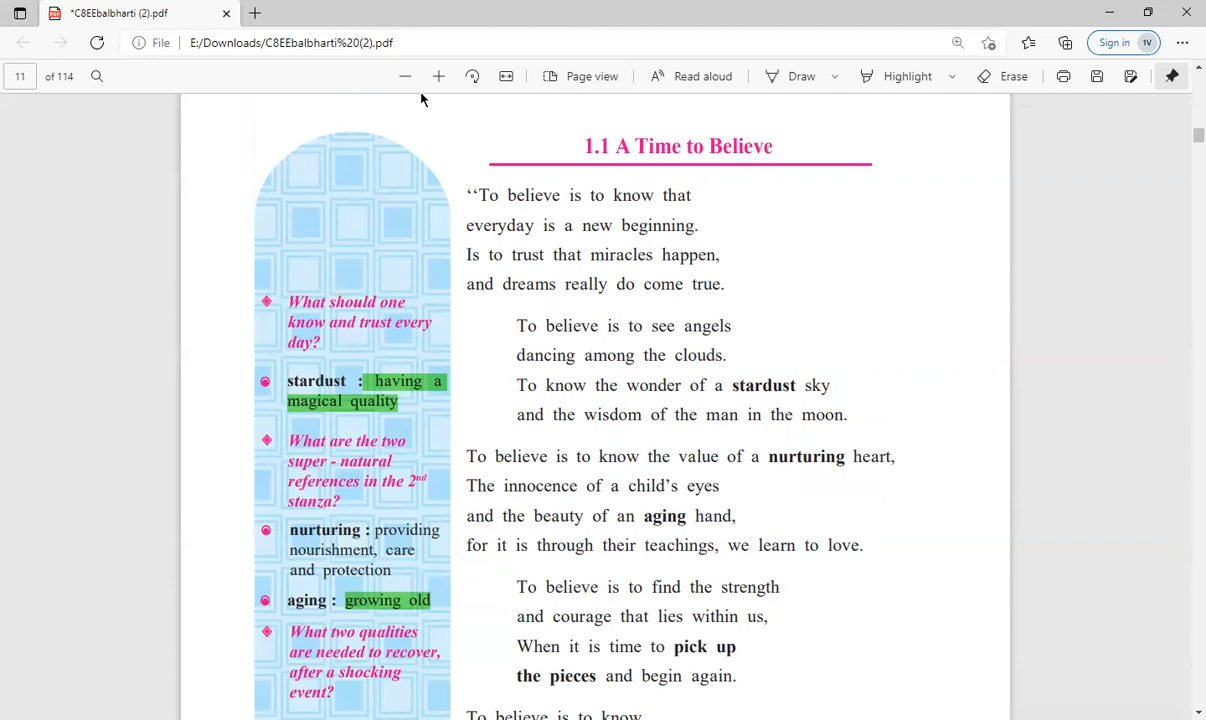 *C8EEbalbharti (2).pdf
File E:/Downloads/C8EEbalbharti%20(2).pdf Sign in TV
11 of 114 Page view Read aloud Draw Highlight Erase
1.1 A Time to Believe
‘‘To believe is to know that
everyday is a new beginning.
Is to trust that miracles happen,
and dreams really do come true.
To believe is to see angels
dancing among the clouds.
To know the wonder of a stardust sky
and the wisdom of the man in the moon.
To believe is to know the value of a nurturing heart,
The innocence of a child’s eyes
and the beauty of an aging hand,
for it is through their teachings, we learn to love.
To believe is to find the strength
and courage that lies within us,
When it is time to pick up
the pieces and begin again.
To believe is to know
What should one
know and trust every
day?
stardust : having a
magical quality
What are the two
super - natural
references in the 2nd
stanza?
nurturing : providing
nourishment, care
and protection
aging : growing old
What two qualities
are needed to recover,
after a shocking
event?